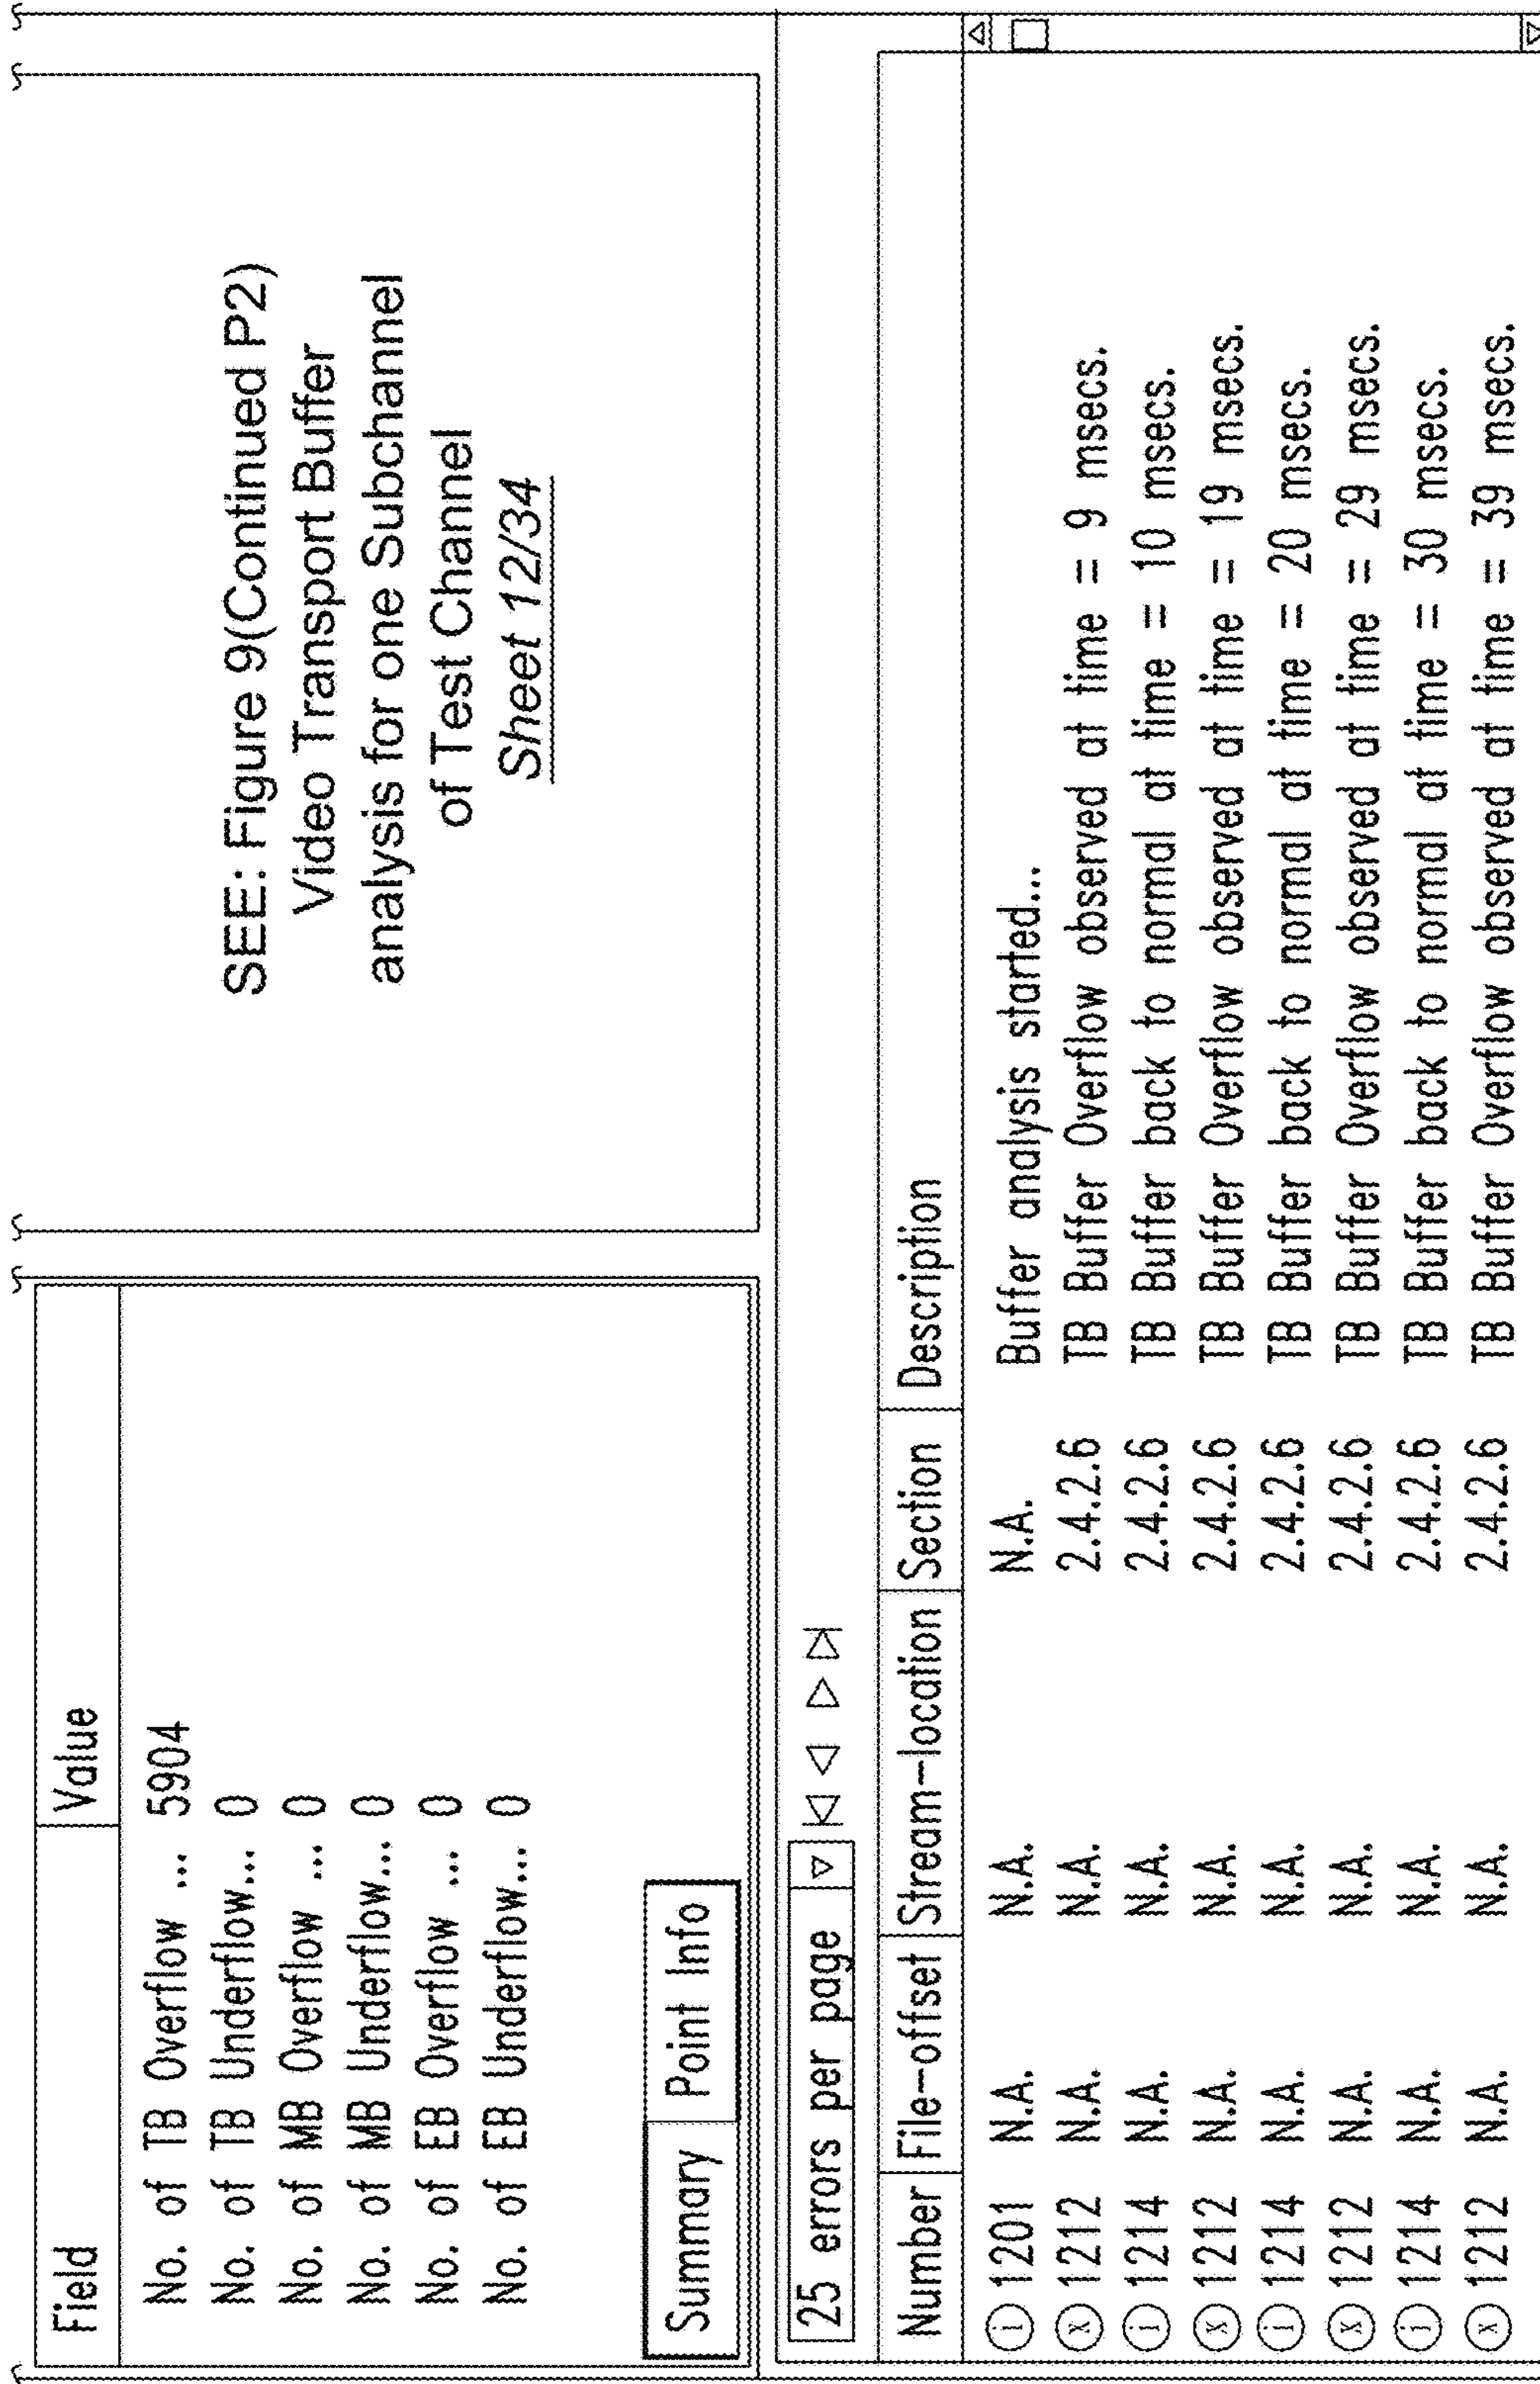 Field Value
No. of TB Overflow ... 5904
No. of TB Underflow... 0
No. of MB Overflow ... 0
No. of MB Underflow... 0
No. of EB Overflow ... 0
No. of EB Underflow... 0
Summary Point Info
SEE: Figure 9(Continued P2)
Video Transport Buffer
analysis for one Subchannel
of Test Channel
Sheet 12/34
25 errors per page
Number File-offset Stream-location Section Description
i 1201 N.A. N.A. N.A. Buffer analysis started...
x 1212 N.A. N.A. 2.4.2.6 TB Buffer Overflow observed at time = 9 msecs.
i 1214 N.A. N.A. 2.4.2.6 TB Buffer back to normal at time = 10 msecs.
x 1212 N.A. N.A. 2.4.2.6 TB Buffer Overflow observed at time = 19 msecs.
i 1214 N.A. N.A. 2.4.2.6 TB Buffer back to normal at time = 20 msecs.
x 1212 N.A. N.A. 2.4.2.6 TB Buffer Overflow observed at time = 29 msecs.
i 1214 N.A. N.A. 2.4.2.6 TB Buffer back to normal at time = 30 msecs.
x 1212 N.A. N.A. 2.4.2.6 TB Buffer Overflow observed at time = 39 msecs.